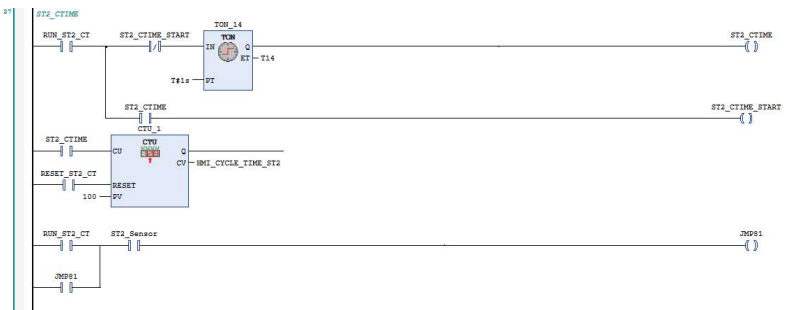 27
ST2_CTIME
TON_14
RUN_ST2_CT ST2_CTIME_START TON ST2_CTIME
IN Q
ET T14
T#1s PT
ST2_CTIME ST2_CTIME_START
CTU_1
ST2_CTIME CTU
CU Q
CV HMI_CYCLE_TIME_ST2
RESET_ST2_CT
RESET
100 PV
RUN_ST2_CT ST2_Sensor JMP81
JMP81